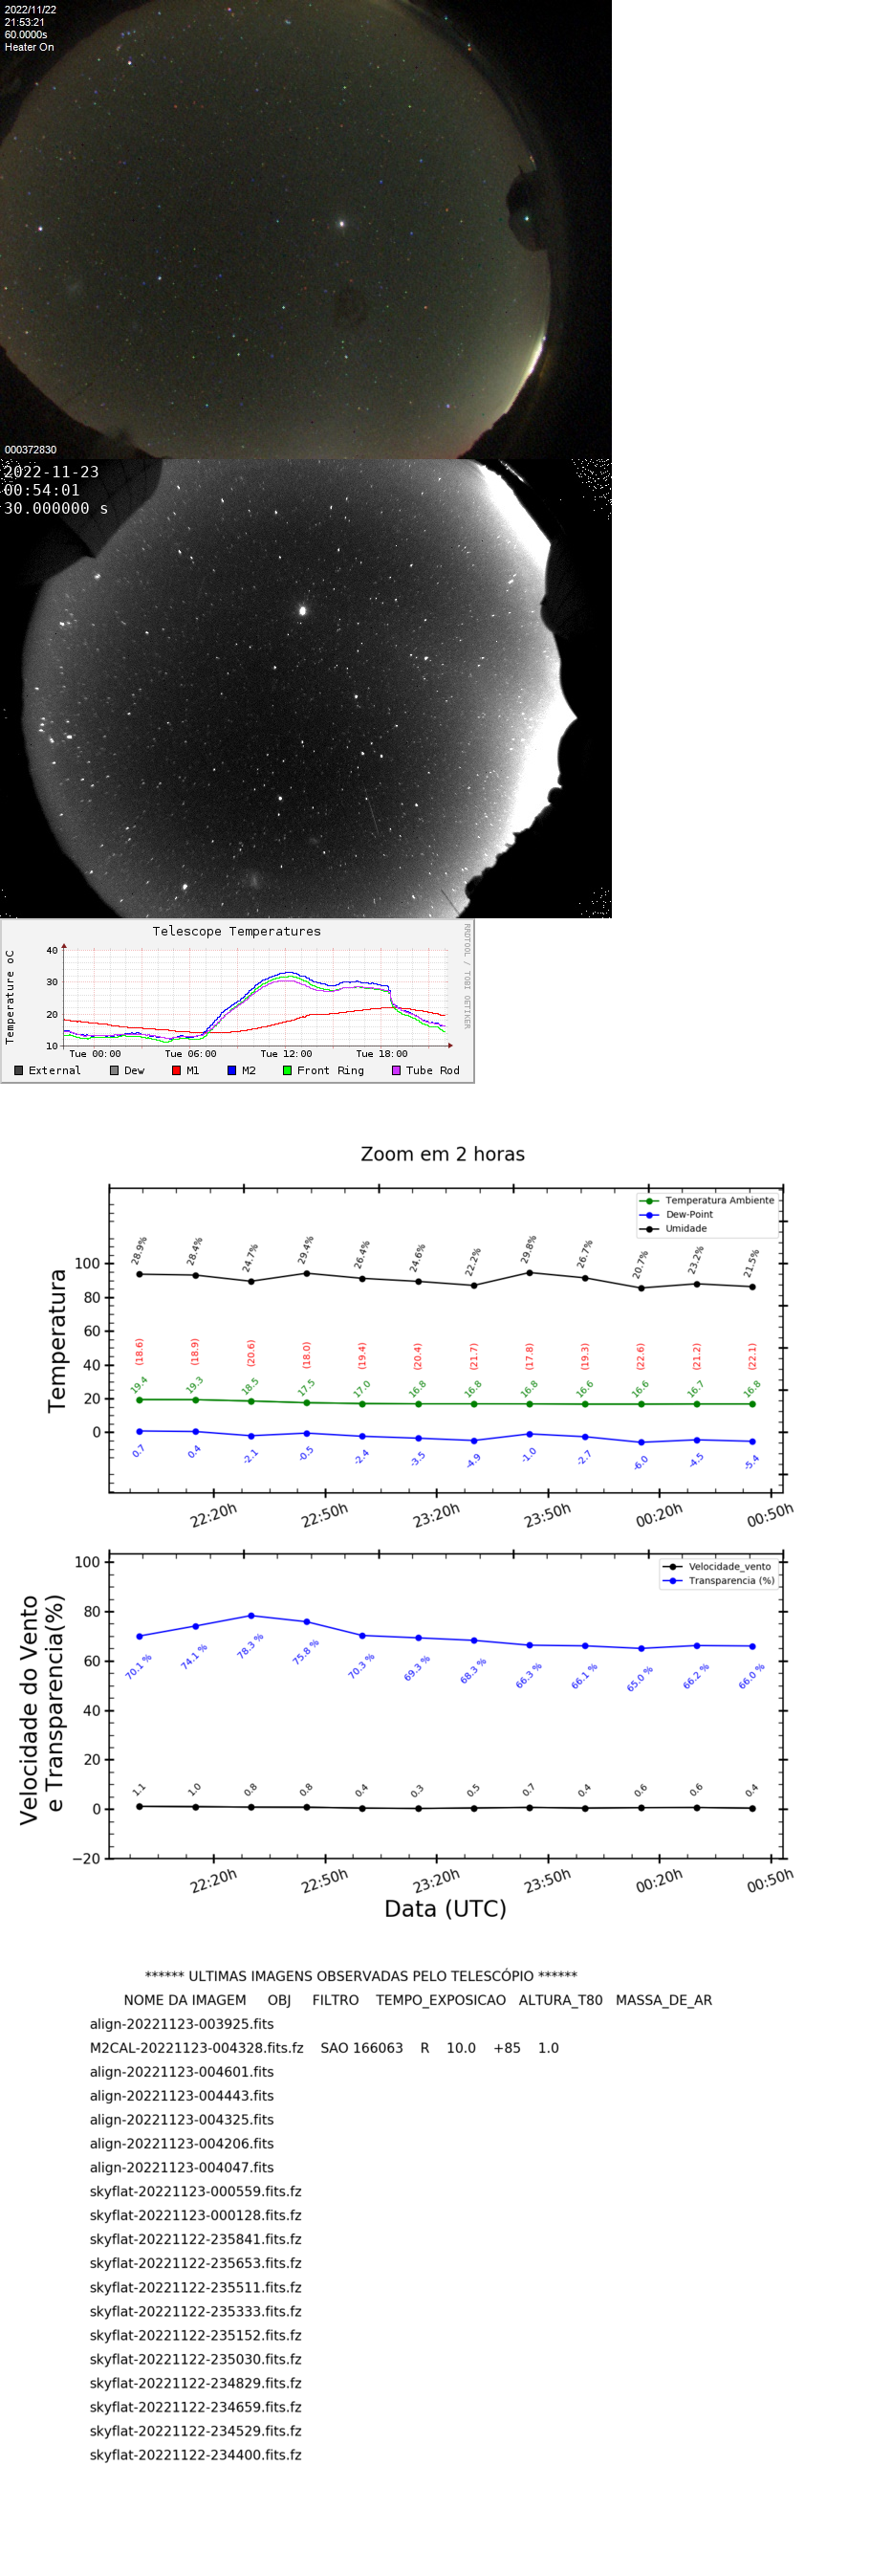 2022/11/22
21:53:21
60.0000s
Heater On
000372830
2022-11-23
00:54:01
30.000000 s
Telescope Temperatures
RRDTOOL / TOBI OETIKER
Temperature oC
40
30
20
10
Tue 00:00 Tue 06:00 Tue 12:00 Tue 18:00
External Dew M1 M2 Front Ring Tube Rod
Zoom em 2 horas
Temperatura Ambiente
Dew-Point
Umidade
Temperatura
100
80
60
40
20
0
28.9% 28.4% 24.7% 29.4% 26.4% 24.6% 22.2% 29.8% 26.7% 20.7% 23.2% 21.5%
(18.6) (18.9) (20.6) (18.0) (19.4) (20.4) (21.7) (17.8) (19.3) (22.6) (21.2) (22.1)
19.4 19.3 18.5 17.5 17.0 16.8 16.8 16.8 16.6 16.6 16.7 16.8
0.7 0.4 -2.1 -0.5 -2.4 -3.5 -4.9 -1.0 -2.7 -6.0 -4.5 -5.4
22:20h 22:50h 23:20h 23:50h 00:20h 00:50h
Velocidade_vento
Transparencia (%)
Velocidade do Vento
e Transparencia(%)
100
80
60
40
20
0
−20
70.1 % 74.1 % 78.3 % 75.8 % 70.3 % 69.3 % 68.3 % 66.3 % 66.1 % 65.0 % 66.2 % 66.0 %
1.1 1.0 0.8 0.8 0.4 0.3 0.5 0.7 0.4 0.6 0.6 0.4
22:20h 22:50h 23:20h 23:50h 00:20h 00:50h
Data (UTC)
****** ULTIMAS IMAGENS OBSERVADAS PELO TELESCÓPIO ******
NOME DA IMAGEM OBJ FILTRO TEMPO_EXPOSICAO ALTURA_T80 MASSA_DE_AR
align-20221123-003925.fits
M2CAL-20221123-004328.fits.fz SAO 166063 R 10.0 +85 1.0
align-20221123-004601.fits
align-20221123-004443.fits
align-20221123-004325.fits
align-20221123-004206.fits
align-20221123-004047.fits
skyflat-20221123-000559.fits.fz
skyflat-20221123-000128.fits.fz
skyflat-20221122-235841.fits.fz
skyflat-20221122-235653.fits.fz
skyflat-20221122-235511.fits.fz
skyflat-20221122-235333.fits.fz
skyflat-20221122-235152.fits.fz
skyflat-20221122-235030.fits.fz
skyflat-20221122-234829.fits.fz
skyflat-20221122-234659.fits.fz
skyflat-20221122-234529.fits.fz
skyflat-20221122-234400.fits.fz